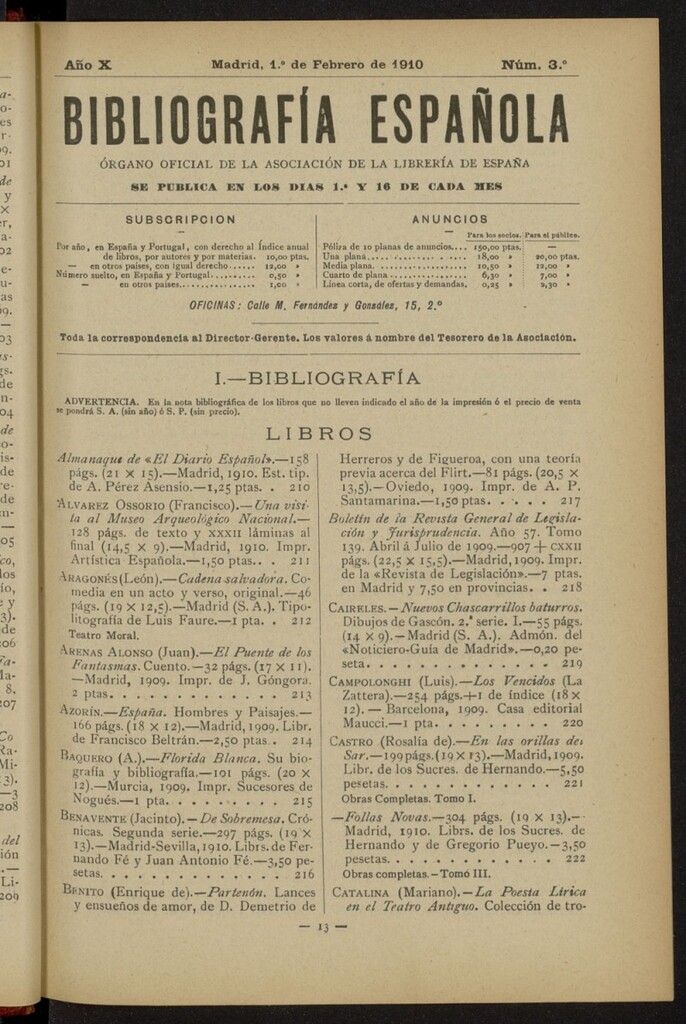 Año X
Madrid, 1.º de Febrero de 1910
Núm. 3.º
BIBLIOGRAFÍA ESPAÑOLA
ÓRGANO OFICIAL DE LA ASOCIACIÓN DE LA LIBRERÍA DE ESPAÑA
SE PUBLICA EN LOS DIAS 1.º Y 16 DE CADA MES
SUBSCRIPCION
Por año, en España y Portugal, con derecho al Índice anual
de libros, por autores y por materias. 10,00 ptas.
— en otros países, con igual derecho...... 12,00 »
Número suelto, en España y Portugal.......... 0,50 »
— en otros países............ 1,00 »
ANUNCIOS
Para los socios. Para el público.
Póliza de 10 planas de anuncios.... 150,00 ptas. —
Una plana.................... 18,00 » 20,00 ptas.
Media plana.................. 10,50 » 12,00 »
Cuarto de plana.............. 6,30 » 7,00 »
Línea corta, de ofertas y demandas. 0,25 » 2,30 »
OFICINAS: Calle M. Fernández y González, 15, 2.º
Toda la correspondencia al Director-Gerente. Los valores á nombre del Tesorero de la Asociación.
I.—BIBLIOGRAFÍA
ADVERTENCIA. En la nota bibliográfica de los libros que no lleven indicado el año de la impresión ó el precio de venta
se pondrá S. A. (sin año) ó S. P. (sin precio).
LIBROS
Almanaque de «El Diario Español».—158
págs. (21 × 15).—Madrid, 1910. Est. tip.
de A. Pérez Asensio.—1,25 ptas. . 210
ALVAREZ OSSORIO (Francisco).—Una visi-
ta al Museo Arqueológico Nacional.—
128 págs. de texto y XXXII láminas al
final (14,5 × 9).—Madrid, 1910. Impr.
Artística Española.—1,50 ptas. . 211
ARAGONÉS (León).—Cadena salvadora. Co-
media en un acto y verso, original.—46
págs. (19 × 12,5).—Madrid (S. A.). Tipo-
litografía de Luis Faure.—1 pta. . 212
Teatro Moral.
ARENAS ALONSO (Juan).—El Puente de los
Fantasmas. Cuento.—32 págs. (17 × 11).
—Madrid, 1909. Impr. de J. Góngora.
2 ptas. . . . . . . . . . . . . 213
AZORÍN.—España. Hombres y Paisajes.—
166 págs. (18 × 12).—Madrid, 1909. Libr.
de Francisco Beltrán.—2,50 ptas. . 214
BAQUERO (A.).—Florida Blanca. Su bio-
grafía y bibliografía.—101 págs. (20 ×
12).—Murcia, 1909. Impr. Sucesores de
Nogués.—1 pta. . . . . . . . . 215
BENAVENTE (Jacinto).—De Sobremesa. Cró-
nicas. Segunda serie.—297 págs. (19 ×
13).—Madrid-Sevilla, 1910. Librs. de Fer-
nando Fé y Juan Antonio Fé.—3,50 pe-
setas. . . . . . . . . . . . . . 216
BENITO (Enrique de).—Partenón. Lances
y ensueños de amor, de D. Demetrio de
Herreros y de Figueroa, con una teoría
previa acerca del Flirt.—81 págs. (20,5 ×
13,5).—Oviedo, 1909. Impr. de A. P.
Santamarina.—1,50 ptas. . . . . 217
Boletín de la Revista General de Legisla-
ción y Jurisprudencia. Año 57. Tomo
139. Abril á Julio de 1909.—907 + CXXII
págs. (22,5 × 15,5).—Madrid, 1909. Impr.
de la «Revista de Legislación».—7 ptas.
en Madrid y 7,50 en provincias. . 218
CAIRELES.—Nuevos Chascarrillos baturros.
Dibujos de Gascón. 2.ª serie. I.—55 págs.
(14 × 9).—Madrid (S. A.). Admón. del
«Noticiero-Guía de Madrid».—0,20 pe-
seta. . . . . . . . . . . . . . 219
CAMPOLONGHI (Luis).—Los Vencidos (La
Zattera).—254 págs.+1 de índice (18 ×
12).—Barcelona, 1909. Casa editorial
Maucci.—1 pta. . . . . . . . . 220
CASTRO (Rosalía de).—En las orillas del
Sar.—199 págs. (19 × 13).—Madrid, 1909.
Libr. de los Sucres. de Hernando.—5,50
pesetas. . . . . . . . . . . . . 221
Obras Completas. Tomo I.
—Follas Novas.—304 págs. (19 × 13).—
Madrid, 1910. Librs. de los Sucres. de
Hernando y de Gregorio Pueyo.—3,50
pesetas. . . . . . . . . . . . . 222
Obras completas.—Tomo III.
CATALINA (Mariano).—La Poesía Lírica
en el Teatro Antiguo. Colección de tro-
— 13 —